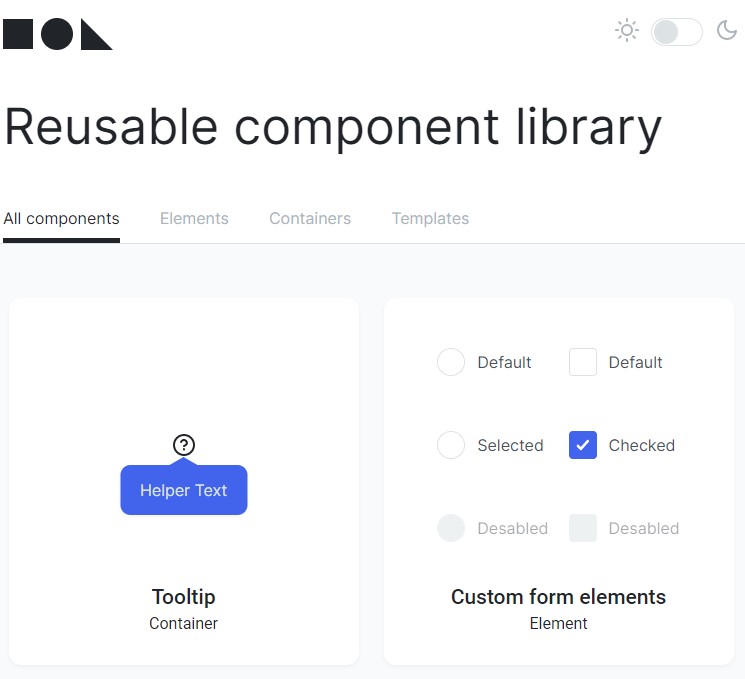 Reusable component library
All components Elements Containers Templates
?
Helper Text
Tooltip
Container
Default Default
Selected Checked
Desabled Desabled
Custom form elements
Element